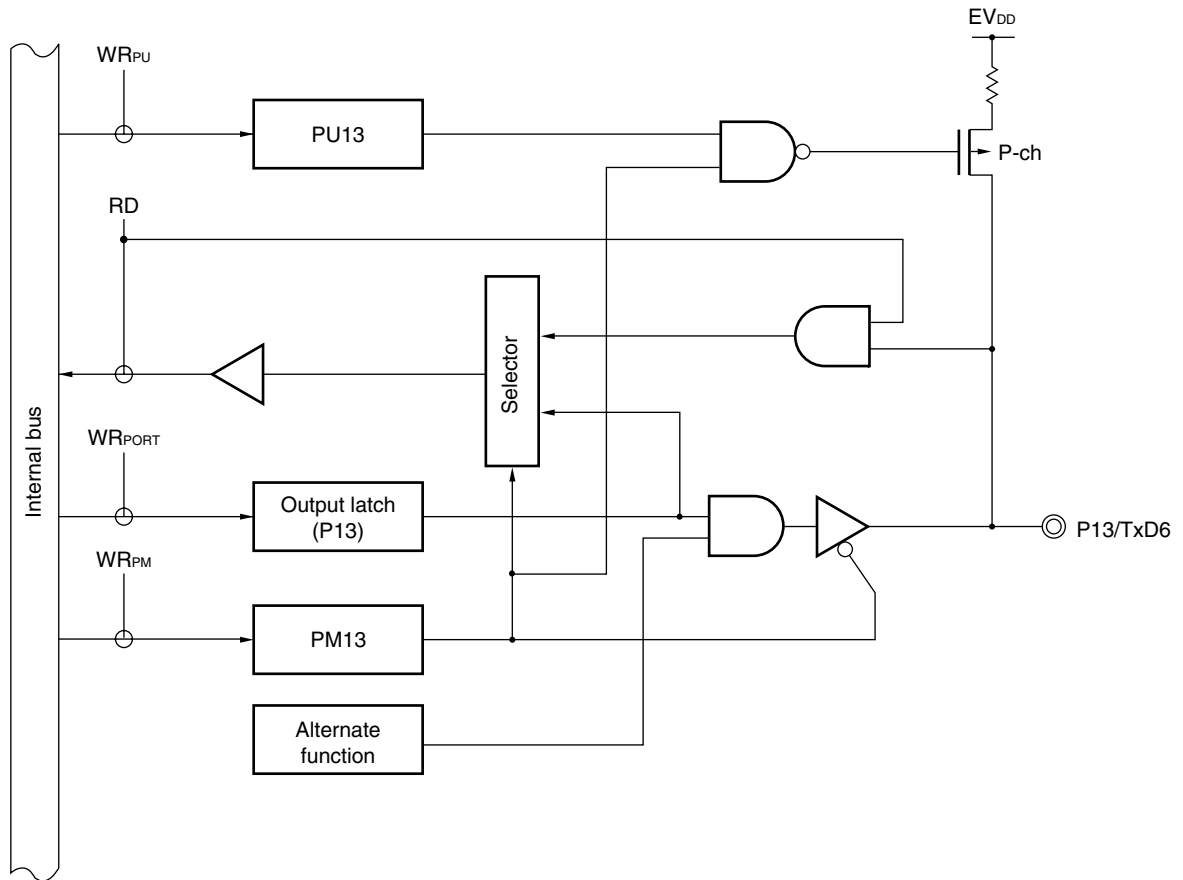 EVDD
WRPU
PU13
P-ch
RD
Selector
Internal bus
WRPORT
Output latch
(P13)
P13/TxD6
WRPM
PM13
Alternate
function